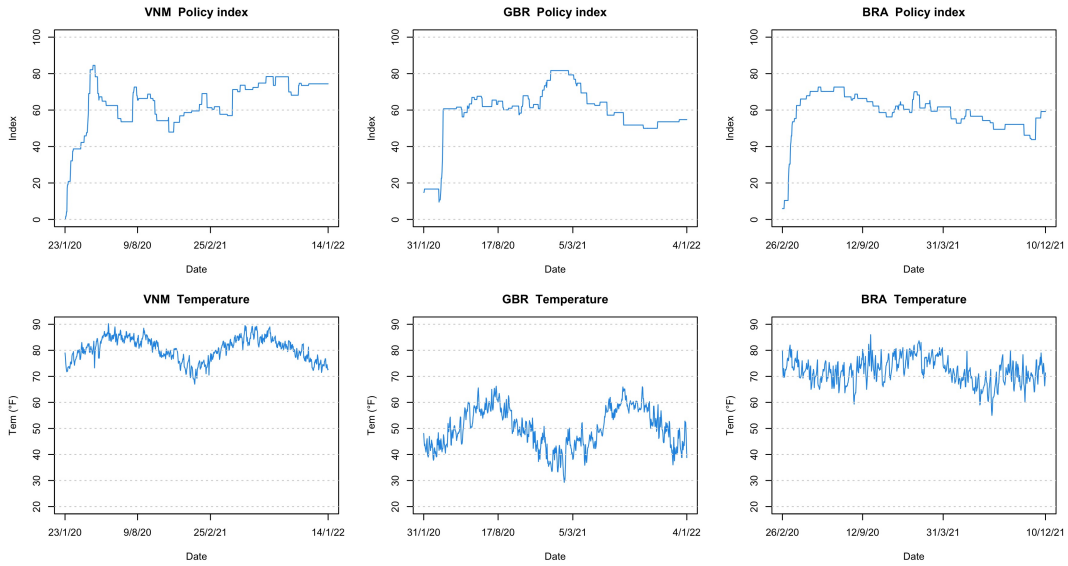 VNM  Policy index
Index
0 20 40 60 80 100
23/1/20 9/8/20 25/2/21 14/1/22
Date
GBR  Policy index
Index
0 20 40 60 80 100
31/1/20 17/8/20 5/3/21 4/1/22
Date
BRA  Policy index
Index
0 20 40 60 80 100
26/2/20 12/9/20 31/3/21 10/12/21
Date
VNM  Temperature
Tem (°F)
20 30 40 50 60 70 80 90
23/1/20 9/8/20 25/2/21 14/1/22
Date
GBR  Temperature
Tem (°F)
20 30 40 50 60 70 80 90
31/1/20 17/8/20 5/3/21 4/1/22
Date
BRA  Temperature
Tem (°F)
20 30 40 50 60 70 80 90
26/2/20 12/9/20 31/3/21 10/12/21
Date